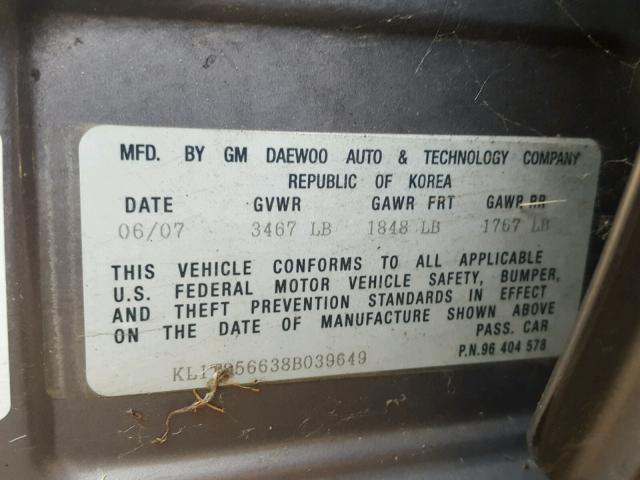 MFD. BY GM DAEWOO AUTO & TECHNOLOGY COMPANY
REPUBLIC OF KOREA
DATE GVWR GAWR FRT GAWR RR
06/07 3467 LB 1848 LB 1767 LB
THIS VEHICLE CONFORMS TO ALL APPLICABLE
U.S. FEDERAL MOTOR VEHICLE SAFETY, BUMPER,
AND THEFT PREVENTION STANDARDS IN EFFECT
ON THE DATE OF MANUFACTURE SHOWN ABOVE
PASS. CAR
P.N.96 404 578